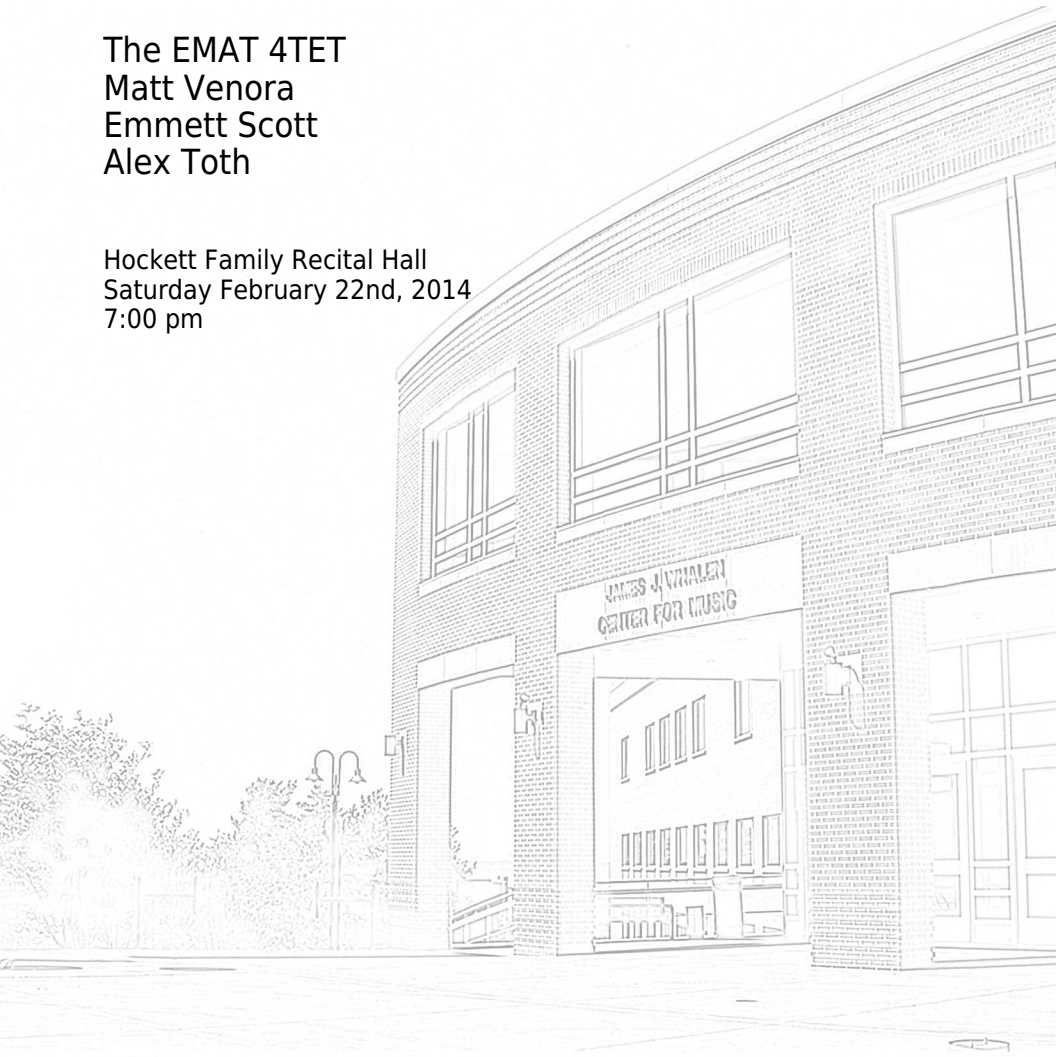 The EMAT 4TET
Matt Venora
Emmett Scott
Alex Toth
Hockett Family Recital Hall
Saturday February 22nd, 2014
7:00 pm
JAMES J. WHALEN
CENTER FOR MUSIC